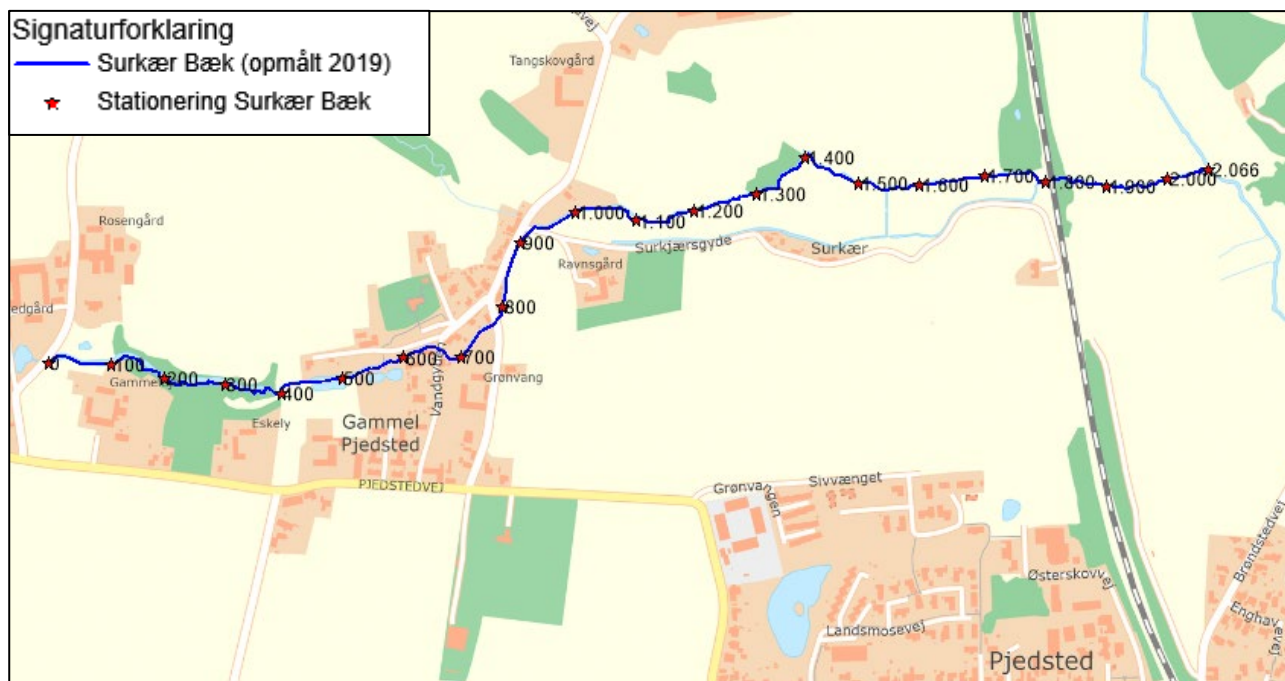 Signaturforklaring
Surkær Bæk (opmålt 2019)
Stationering Surkær Bæk
Tangskovgård
Rosengård
edgård
Ravnsgård
Surkjærsgyde
Surkær
0
100
200
300
400
500
600
700
800
900
1.000
1.100
1.200
1.300
1.400
1.500
1.600
1.700
1.800
1.900
2.000
2.066
Eskely
Gammel
Pjedsted
Vandgyden
Grønvang
PJEDSTEDVEJ
Grønvangen
Sivvænget
Østerskovvej
Landsmosevej
Pjedsted
Brøndstedvej
Enghavevej